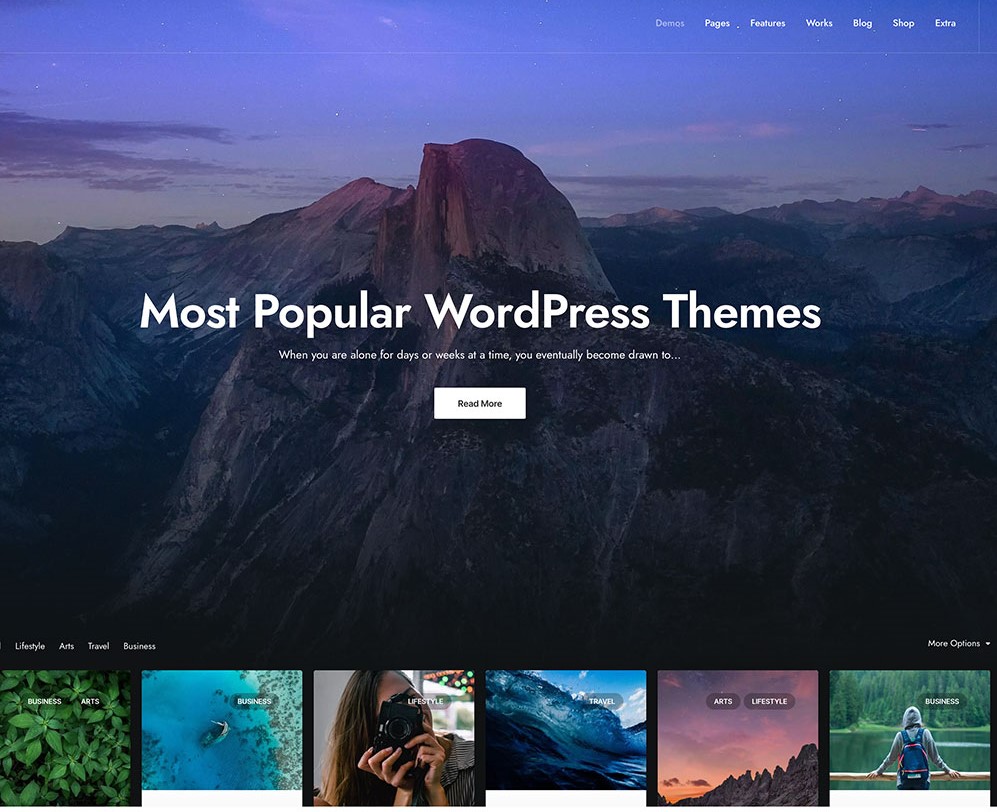 Demos Pages Features Works Blog Shop Extra
Most Popular WordPress Themes
When you are alone for days or weeks at a time, you eventually become drawn to…
Read More
Lifestyle Arts Travel Business
More Options
BUSINESS ARTS
BUSINESS
LIFESTYLE
TRAVEL
ARTS LIFESTYLE
BUSINESS